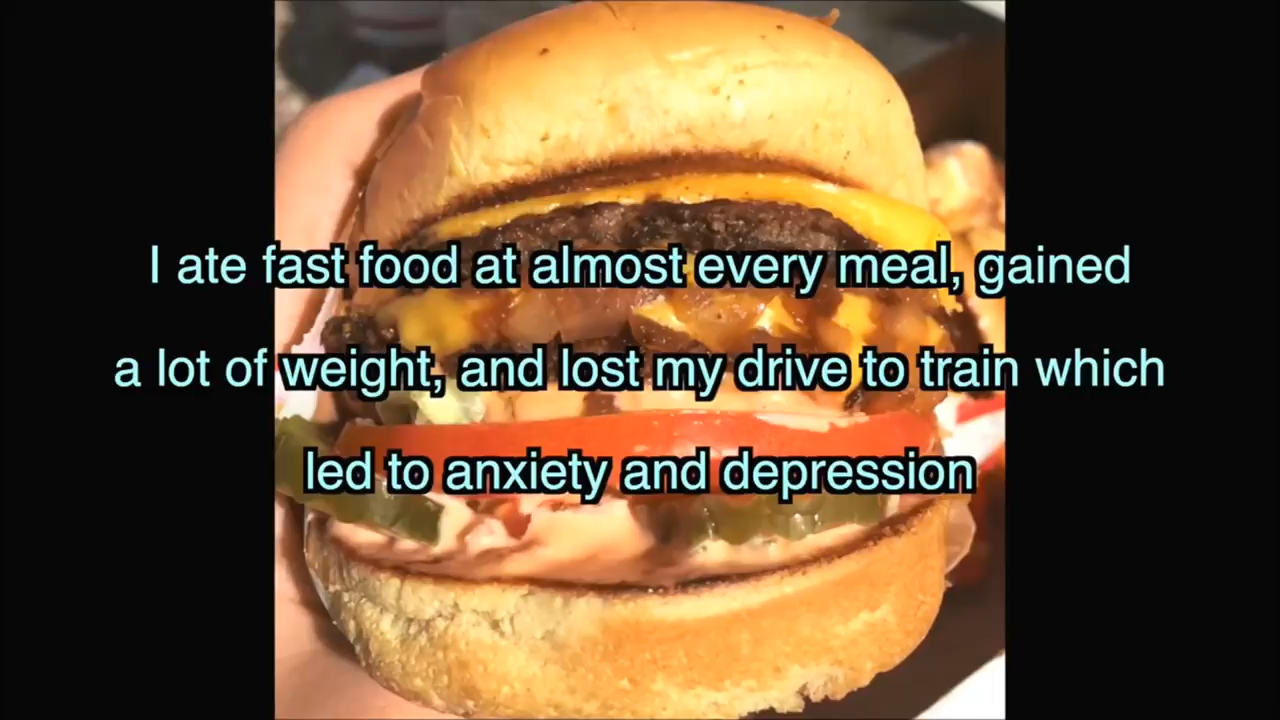 I ate fast food at almost every meal, gained
a lot of weight, and lost my drive to train which
led to anxiety and depression